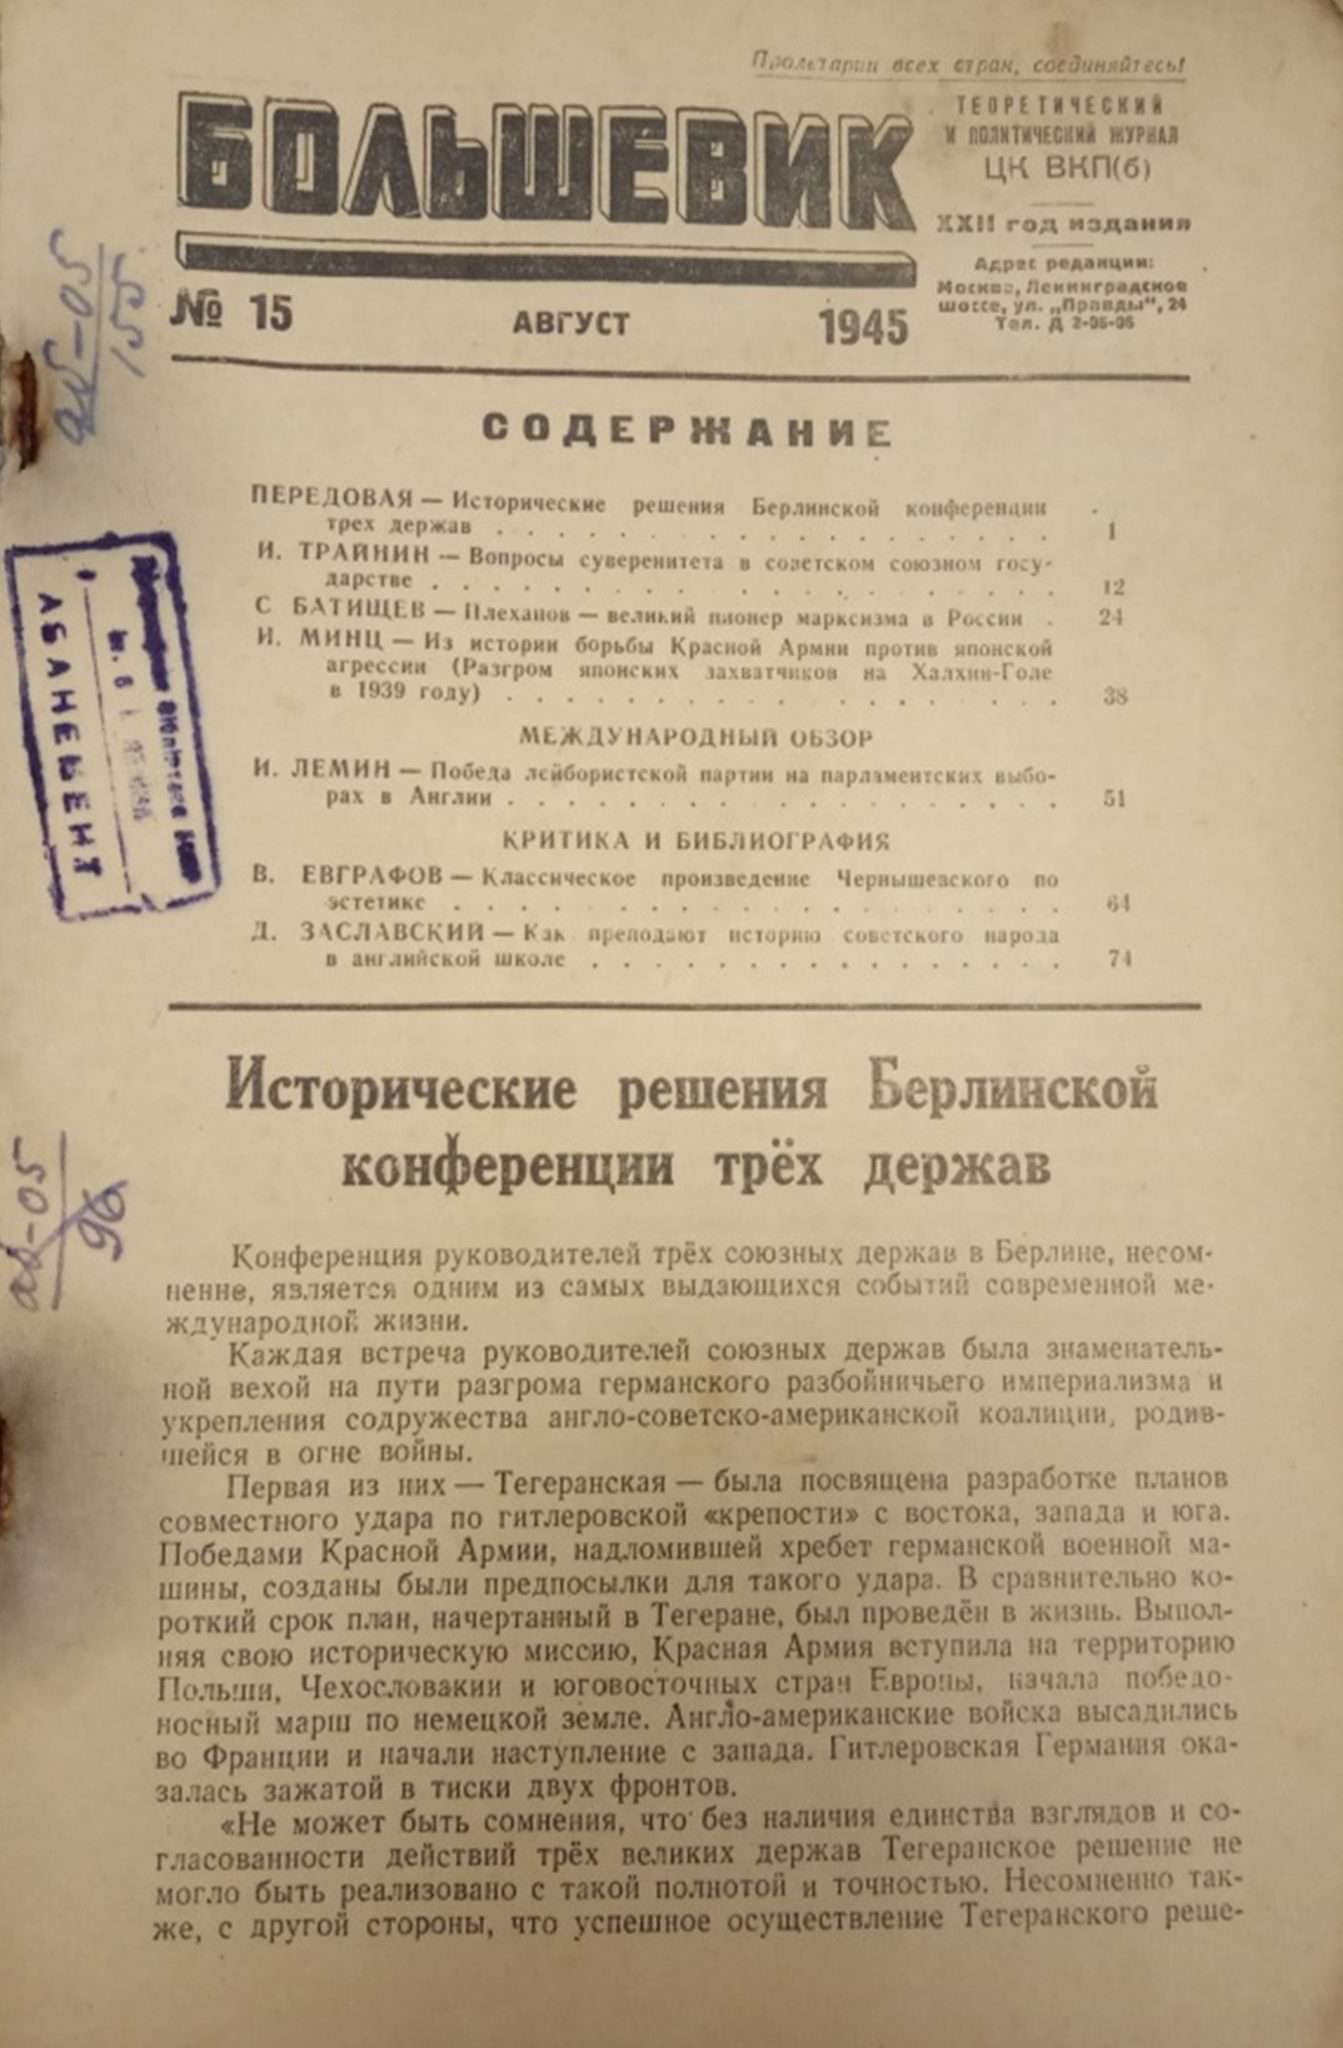 Пролетарии всех стран, соединяйтесь!
БОЛЬШЕВИК
ТЕОРЕТИЧЕСКИЙ
И ПОЛИТИЧЕСКИЙ ЖУРНАЛ
ЦК ВКП(б)
XXII год издания
Адрес редакции:
Москва, Ленинградское
шоссе, ул. „Правды“, 24
Тел. Д 3-05-05
№ 15 АВГУСТ 1945
СОДЕРЖАНИЕ
ПЕРЕДОВАЯ — Исторические решения Берлинской конференции
трех держав . . . . . . . . . . . . . . . . . 1
И. ТРАЙНИН — Вопросы суверенитета в советском союзном госу-
дарстве . . . . . . . . . . . . . . . . . . . 12
С БАТИЩЕВ — Плеханов — великий пионер марксизма в России . 24
И. МИНЦ — Из истории борьбы Красной Армии против японской
агрессии (Разгром японских захватчиков на Халхин-Голе
в 1939 году) . . . . . . . . . . . . . . . . . 38
МЕЖДУНАРОДНЫЙ ОБЗОР
И. ЛЕМИН — Победа лейбористской партии на парламентских выбо-
рах в Англии . . . . . . . . . . . . . . . . . 51
КРИТИКА И БИБЛИОГРАФИЯ
В. ЕВГРАФОВ — Классическое произведение Чернышевского по
эстетике . . . . . . . . . . . . . . . . . . . 64
Д. ЗАСЛАВСКИЙ — Как преподают историю советского народа
в английской школе . . . . . . . . . . . . . . 74
АБАНЕМЕНТ
аб-05
155
аб-05
96
Исторические решения Берлинской
конференции трёх держав
Конференция руководителей трёх союзных держав в Берлине, несом-
ненно, является одним из самых выдающихся событий современной ме-
ждународной жизни.
Каждая встреча руководителей союзных держав была знаменатель-
ной вехой на пути разгрома германского разбойничьего империализма и
укрепления содружества англо-советско-американской коалиции, родив-
шейся в огне войны.
Первая из них — Тегеранская — была посвящена разработке планов
совместного удара по гитлеровской «крепости» с востока, запада и юга.
Победами Красной Армии, надломившей хребет германской военной ма-
шины, созданы были предпосылки для такого удара. В сравнительно ко-
роткий срок план, начертанный в Тегеране, был проведён в жизнь. Выпол-
няя свою историческую миссию, Красная Армия вступила на территорию
Польши, Чехословакии и юговосточных стран Европы, начала победо-
носный марш по немецкой земле. Англо-американские войска высадились
во Франции и начали наступление с запада. Гитлеровская Германия ока-
залась зажатой в тиски двух фронтов.
«Не может быть сомнения, что без наличия единства взглядов и со-
гласованности действий трёх великих держав Тегеранское решение не
могло быть реализовано с такой полнотой и точностью. Несомненно так-
же, с другой стороны, что успешное осуществление Тегеранского реше-